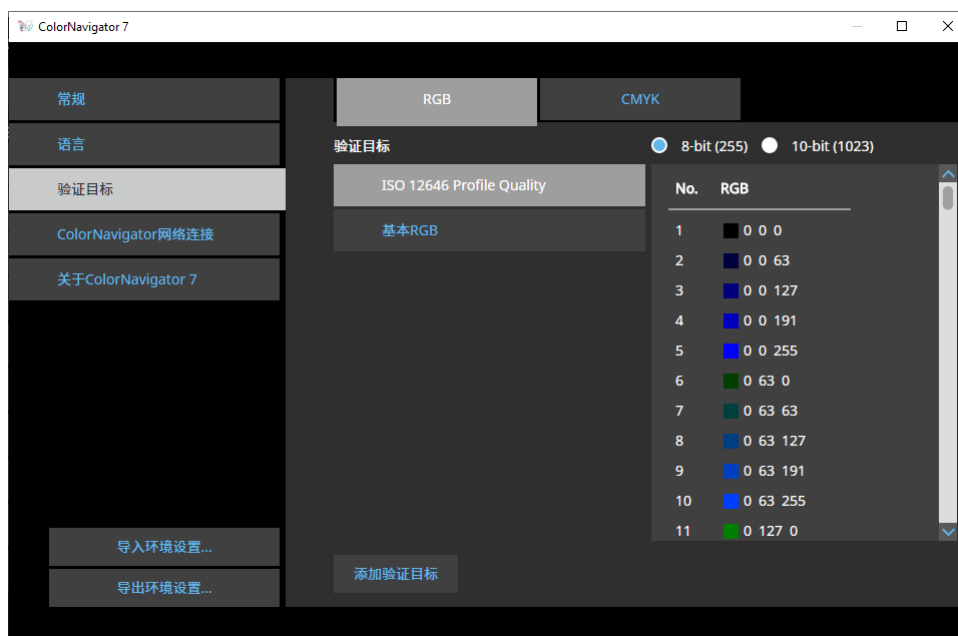 ColorNavigator 7
常规
语言
验证目标
ColorNavigator网络连接
关于ColorNavigator 7
导入环境设置...
导出环境设置...
RGB
CMYK
验证目标
8-bit (255)
10-bit (1023)
ISO 12646 Profile Quality
基本RGB
No. RGB
1 0 0 0
2 0 0 63
3 0 0 127
4 0 0 191
5 0 0 255
6 0 63 0
7 0 63 63
8 0 63 127
9 0 63 191
10 0 63 255
11 0 127 0
添加验证目标